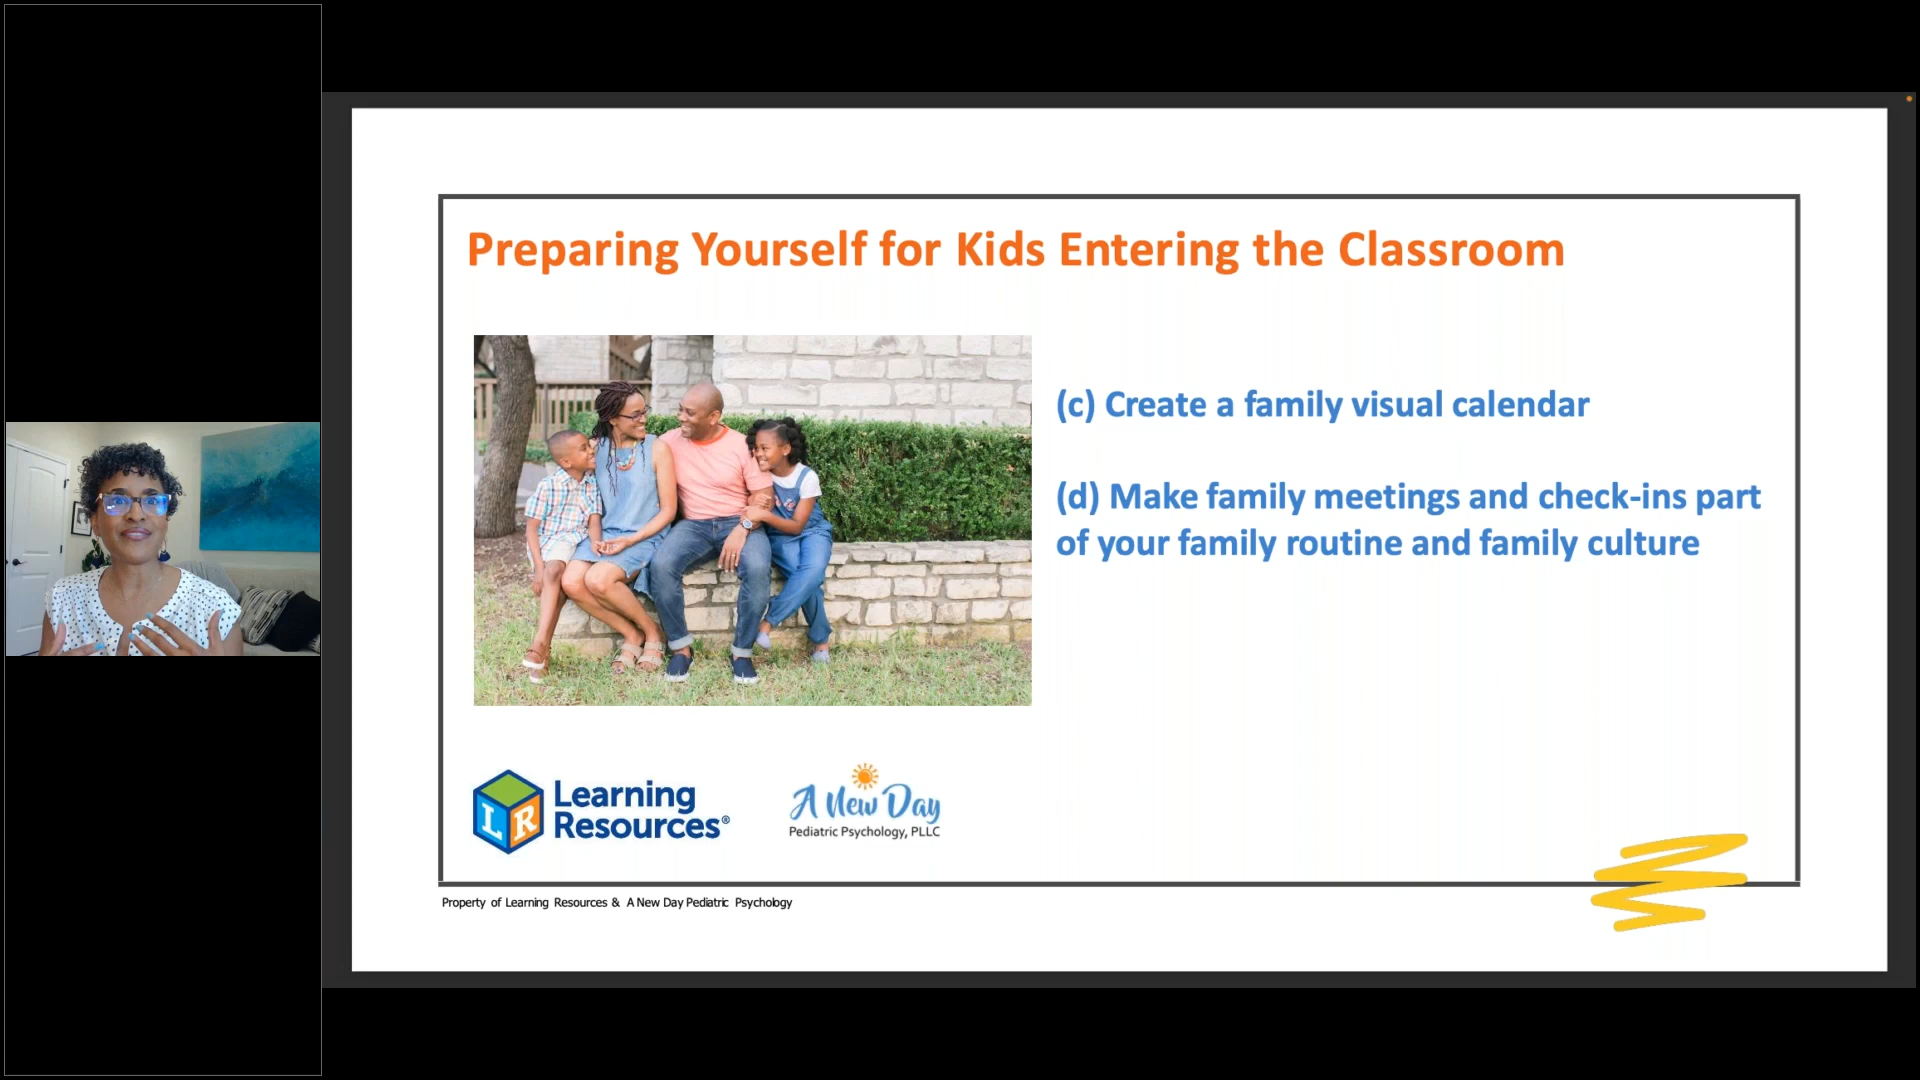 Preparing Yourself for Kids Entering the Classroom
(c) Create a family visual calendar
(d) Make family meetings and check-ins part
of your family routine and family culture
LR
Learning
Resources®
A New Day
Pediatric Psychology, PLLC
Property of Learning Resources & A New Day Pediatric Psychology